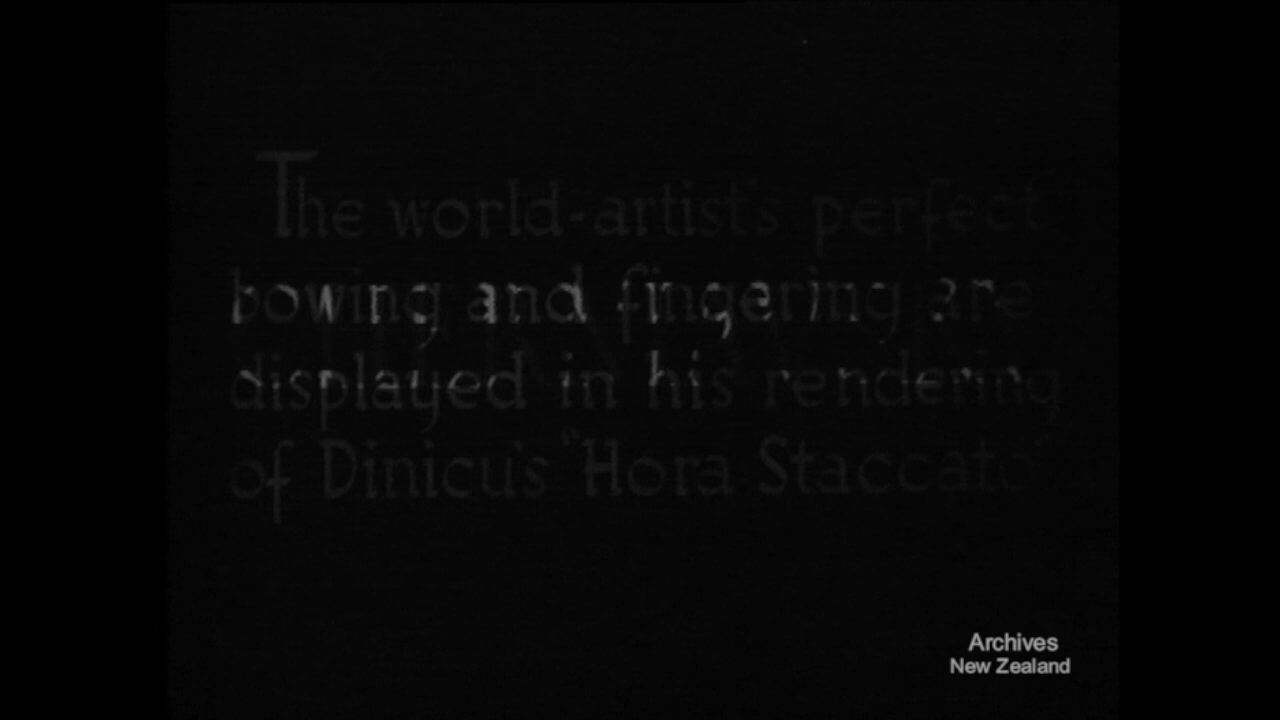 The world-artist's perfect
bowing and fingering are
displayed in his rendering
of Dinicu's "Hora Staccato".
Archives
New Zealand